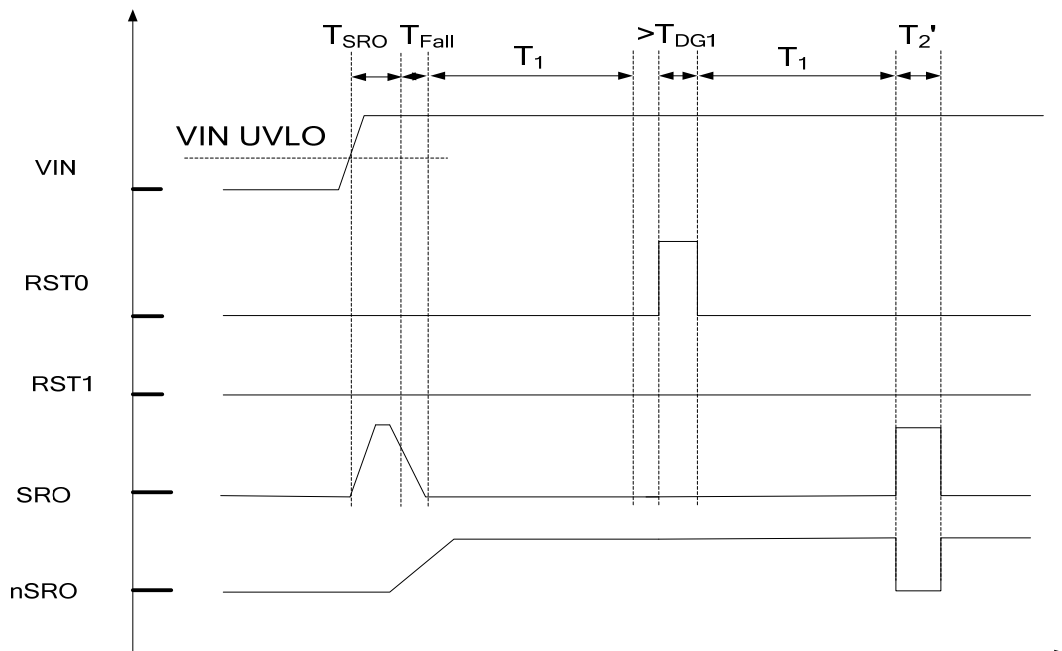 TSRO TFall T1 >TDG1 T1 T2'
VIN UVLO
VIN
RST0
RST1
SRO
nSRO